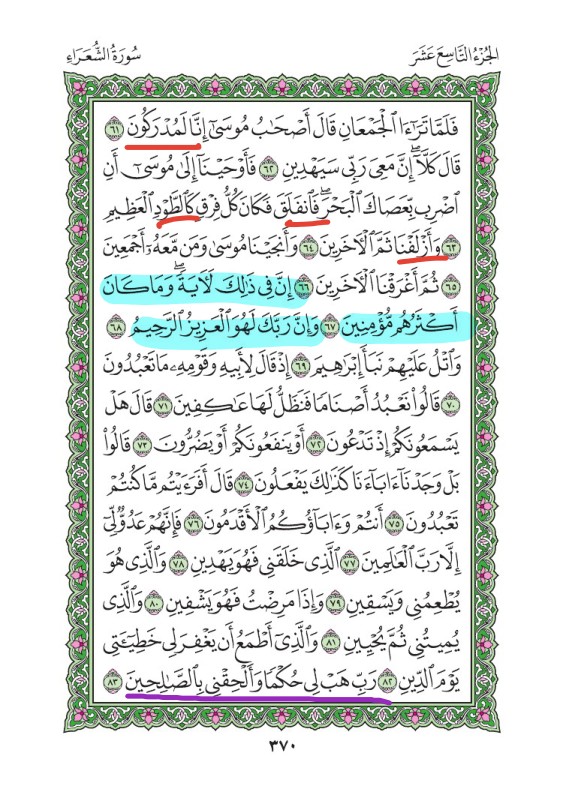 الجُزْءُ التَّاسِعَ عَشَرَ
سُورَةُ الشُّعَرَاءِ
فَلَمَّا تَرَٰٓءَا ٱلْجَمْعَانِ قَالَ أَصْحَٰبُ مُوسَىٰٓ إِنَّا لَمُدْرَكُونَ ٦١
قَالَ كَلَّآ ۖ إِنَّ مَعِىَ رَبِّى سَيَهْدِينِ ٦٢ فَأَوْحَيْنَآ إِلَىٰ مُوسَىٰٓ أَنِ
ٱضْرِب بِّعَصَاكَ ٱلْبَحْرَ ۖ فَٱنفَلَقَ فَكَانَ كُلُّ فِرْقٍ كَٱلطَّوْدِ ٱلْعَظِيمِ
٦٣ وَأَزْلَفْنَا ثَمَّ ٱلْءَاخَرِينَ ٦٤ وَأَنجَيْنَا مُوسَىٰ وَمَن مَّعَهُۥٓ أَجْمَعِينَ
٦٥ ثُمَّ أَغْرَقْنَا ٱلْءَاخَرِينَ ٦٦ إِنَّ فِى ذَٰلِكَ لَءَايَةً ۖ وَمَا كَانَ
أَكْثَرُهُم مُّؤْمِنِينَ ٦٧ وَإِنَّ رَبَّكَ لَهُوَ ٱلْعَزِيزُ ٱلرَّحِيمُ ٦٨
وَٱتْلُ عَلَيْهِمْ نَبَأَ إِبْرَٰهِيمَ ٦٩ إِذْ قَالَ لِأَبِيهِ وَقَوْمِهِۦ مَا تَعْبُدُونَ
٧٠ قَالُوا۟ نَعْبُدُ أَصْنَامًا فَنَظَلُّ لَهَا عَٰكِفِينَ ٧١ قَالَ هَلْ
يَسْمَعُونَكُمْ إِذْ تَدْعُونَ ٧٢ أَوْ يَنفَعُونَكُمْ أَوْ يَضُرُّونَ ٧٣ قَالُوا۟
بَلْ وَجَدْنَآ ءَابَآءَنَا كَذَٰلِكَ يَفْعَلُونَ ٧٤ قَالَ أَفَرَءَيْتُم مَّا كُنتُمْ
تَعْبُدُونَ ٧٥ أَنتُمْ وَءَابَآؤُكُمُ ٱلْأَقْدَمُونَ ٧٦ فَإِنَّهُمْ عَدُوٌّ لِّىٓ
إِلَّا رَبَّ ٱلْعَٰلَمِينَ ٧٧ ٱلَّذِى خَلَقَنِى فَهُوَ يَهْدِينِ ٧٨ وَٱلَّذِى هُوَ
يُطْعِمُنِى وَيَسْقِينِ ٧٩ وَإِذَا مَرِضْتُ فَهُوَ يَشْفِينِ ٨٠ وَٱلَّذِى
يُمِيتُنِى ثُمَّ يُحْيِينِ ٨١ وَٱلَّذِىٓ أَطْمَعُ أَن يَغْفِرَ لِى خَطِيٓـَٔتِى
يَوْمَ ٱلدِّينِ ٨٢ رَبِّ هَبْ لِى حُكْمًا وَأَلْحِقْنِى بِٱلصَّٰلِحِينَ ٨٣
٣٧٠